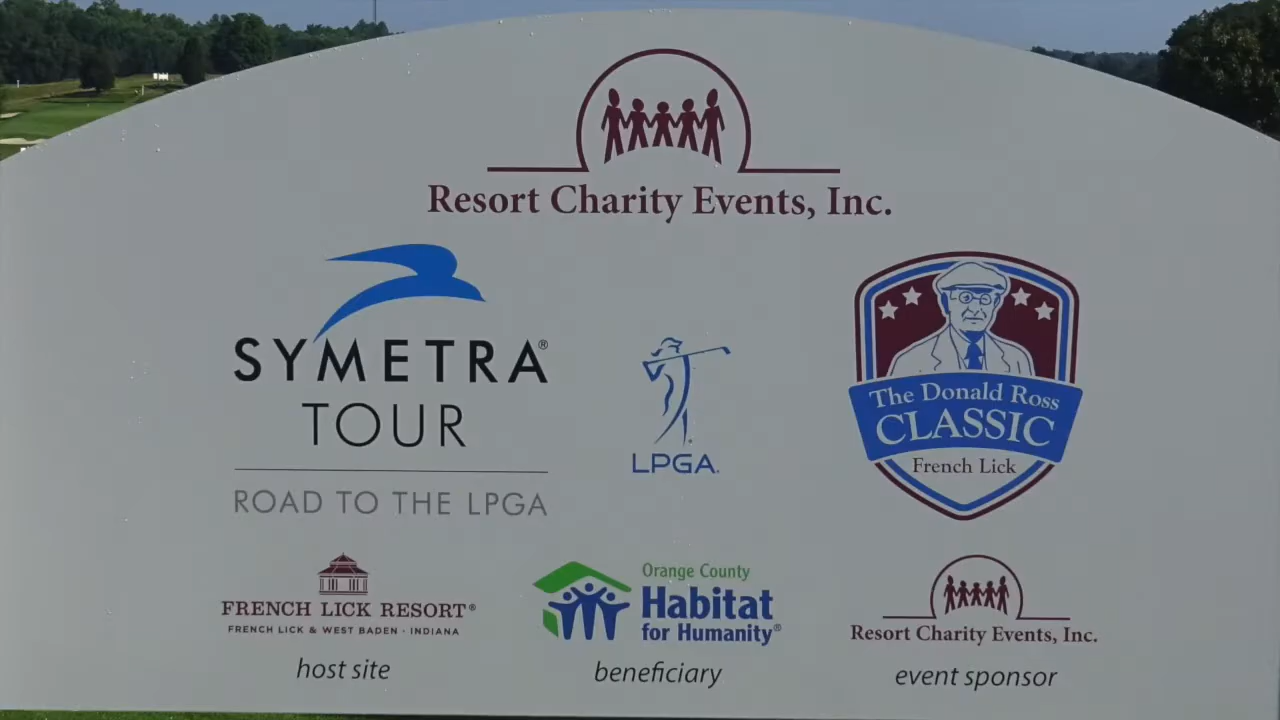 Resort Charity Events, Inc.
SYMETRA®
TOUR
ROAD TO THE LPGA
LPGA.
The Donald Ross
CLASSIC
French Lick
FRENCH LICK RESORT®
FRENCH LICK & WEST BADEN · INDIANA
host site
Orange County
Habitat
for Humanity®
beneficiary
Resort Charity Events, Inc.
event sponsor